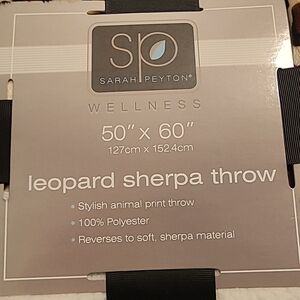 sp
SARAH PEYTON®
WELLNESS
50" x 60"
127cm x 152.4cm
leopard sherpa throw
• Stylish animal print throw
• 100% Polyester
• Reverses to soft, sherpa material